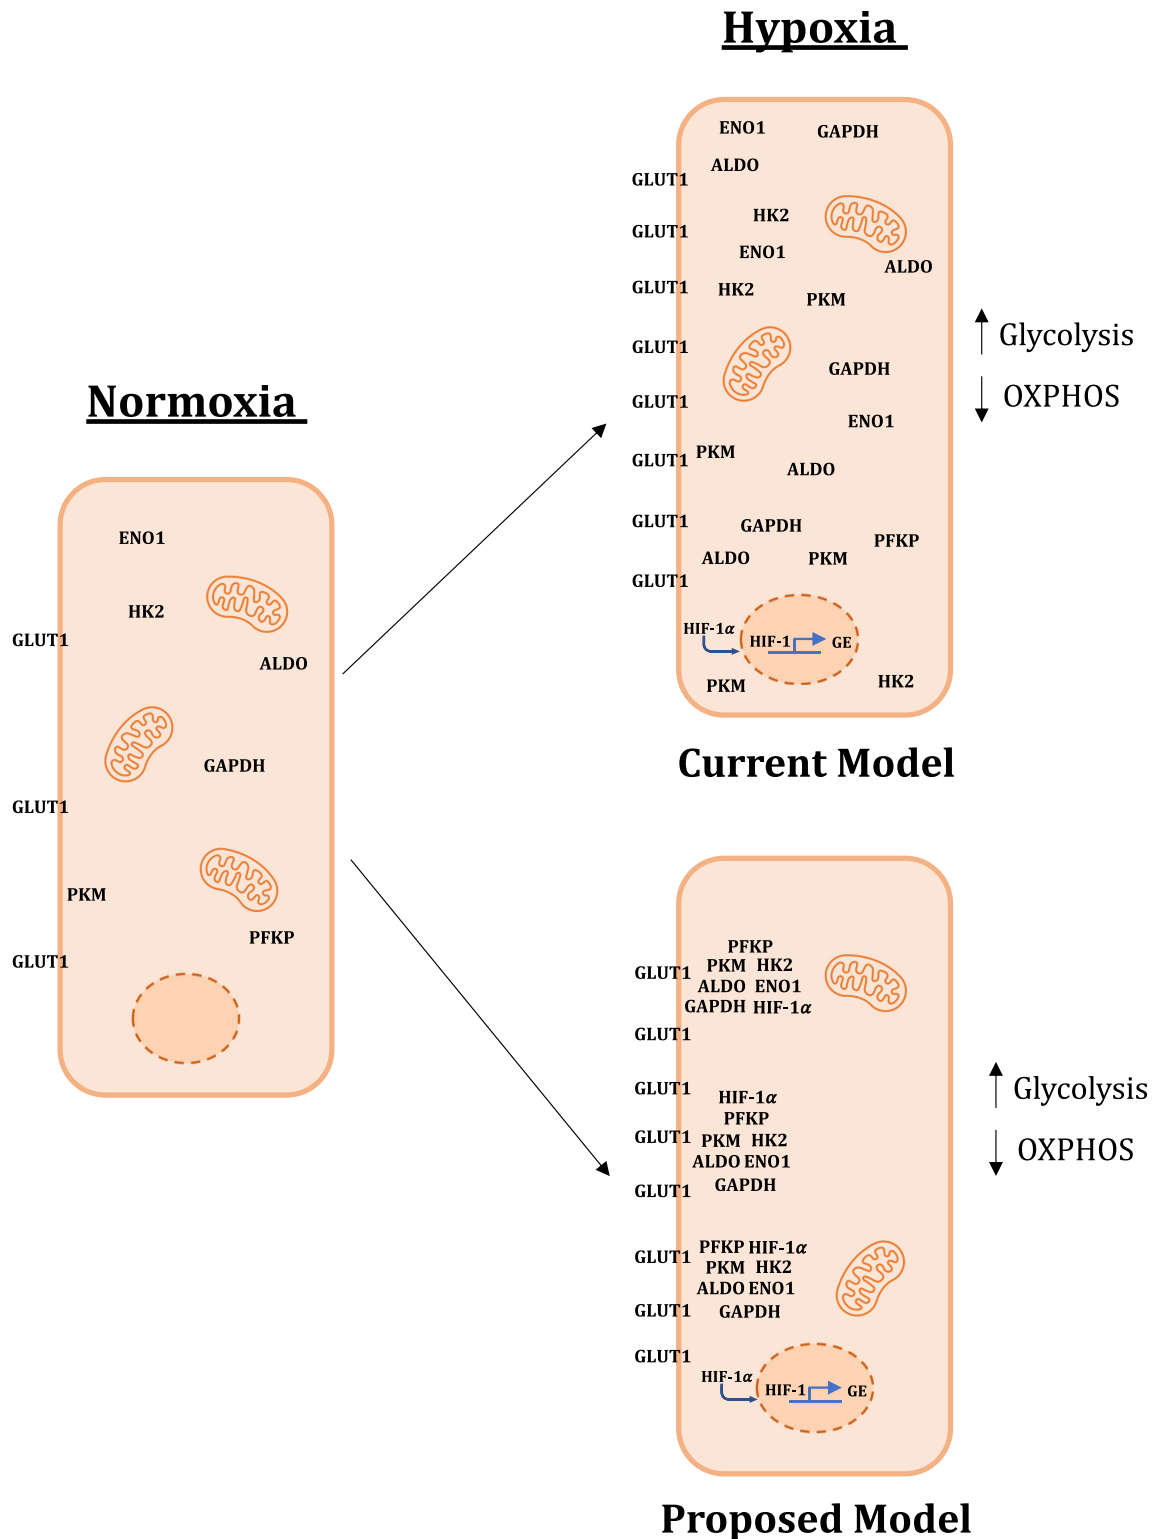 Hypoxia
ENO1
GAPDH
ALDO
GLUT1
HK2
GLUT1
ENO1
ALDO
GLUT1
HK2
PKM
Glycolysis
GLUT1
GAPDH
OXPHOS
GLUT1
ENO1
GLUT1
PKM
ALDO
GLUT1
GAPDH
PFKP
ALDO
PKM
GLUT1
HIF-1α
HIF-1
GE
PKM
HK2
Current Model
Normoxia
ENO1
HK2
GLUT1
ALDO
GAPDH
GLUT1
PKM
PFKP
GLUT1
PFKP
GLUT1
PKM HK2
ALDO ENO1
GAPDH HIF-1α
GLUT1
GLUT1
HIF-1α
PFKP
GLUT1
PKM HK2
ALDO ENO1
GLUT1
GAPDH
Glycolysis
OXPHOS
GLUT1
PFKP HIF-1α
PKM HK2
ALDO ENO1
GLUT1
GAPDH
GLUT1
HIF-1α
HIF-1
GE
Proposed Model